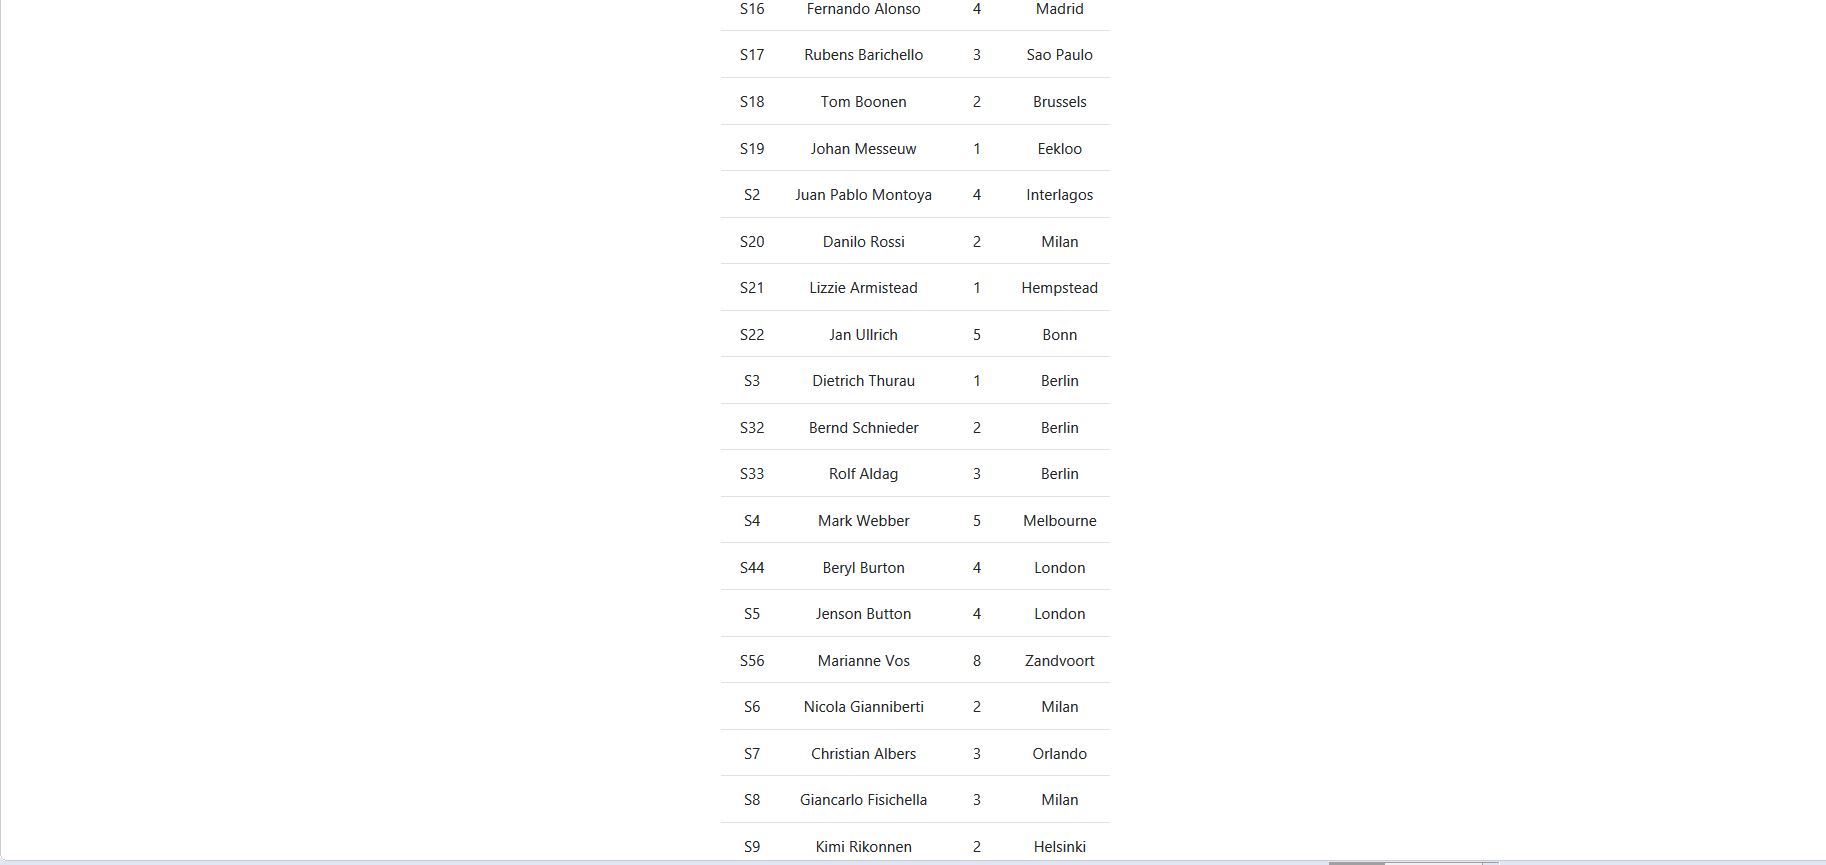 S16 Fernando Alonso 4 Madrid
S17 Rubens Barichello 3 Sao Paulo
S18 Tom Boonen 2 Brussels
S19 Johan Messeuw 1 Eekloo
S2 Juan Pablo Montoya 4 Interlagos
S20 Danilo Rossi 2 Milan
S21 Lizzie Armistead 1 Hempstead
S22 Jan Ullrich 5 Bonn
S3 Dietrich Thurau 1 Berlin
S32 Bernd Schnieder 2 Berlin
S33 Rolf Aldag 3 Berlin
S4 Mark Webber 5 Melbourne
S44 Beryl Burton 4 London
S5 Jenson Button 4 London
S56 Marianne Vos 8 Zandvoort
S6 Nicola Gianniberti 2 Milan
S7 Christian Albers 3 Orlando
S8 Giancarlo Fisichella 3 Milan
S9 Kimi Rikonnen 2 Helsinki